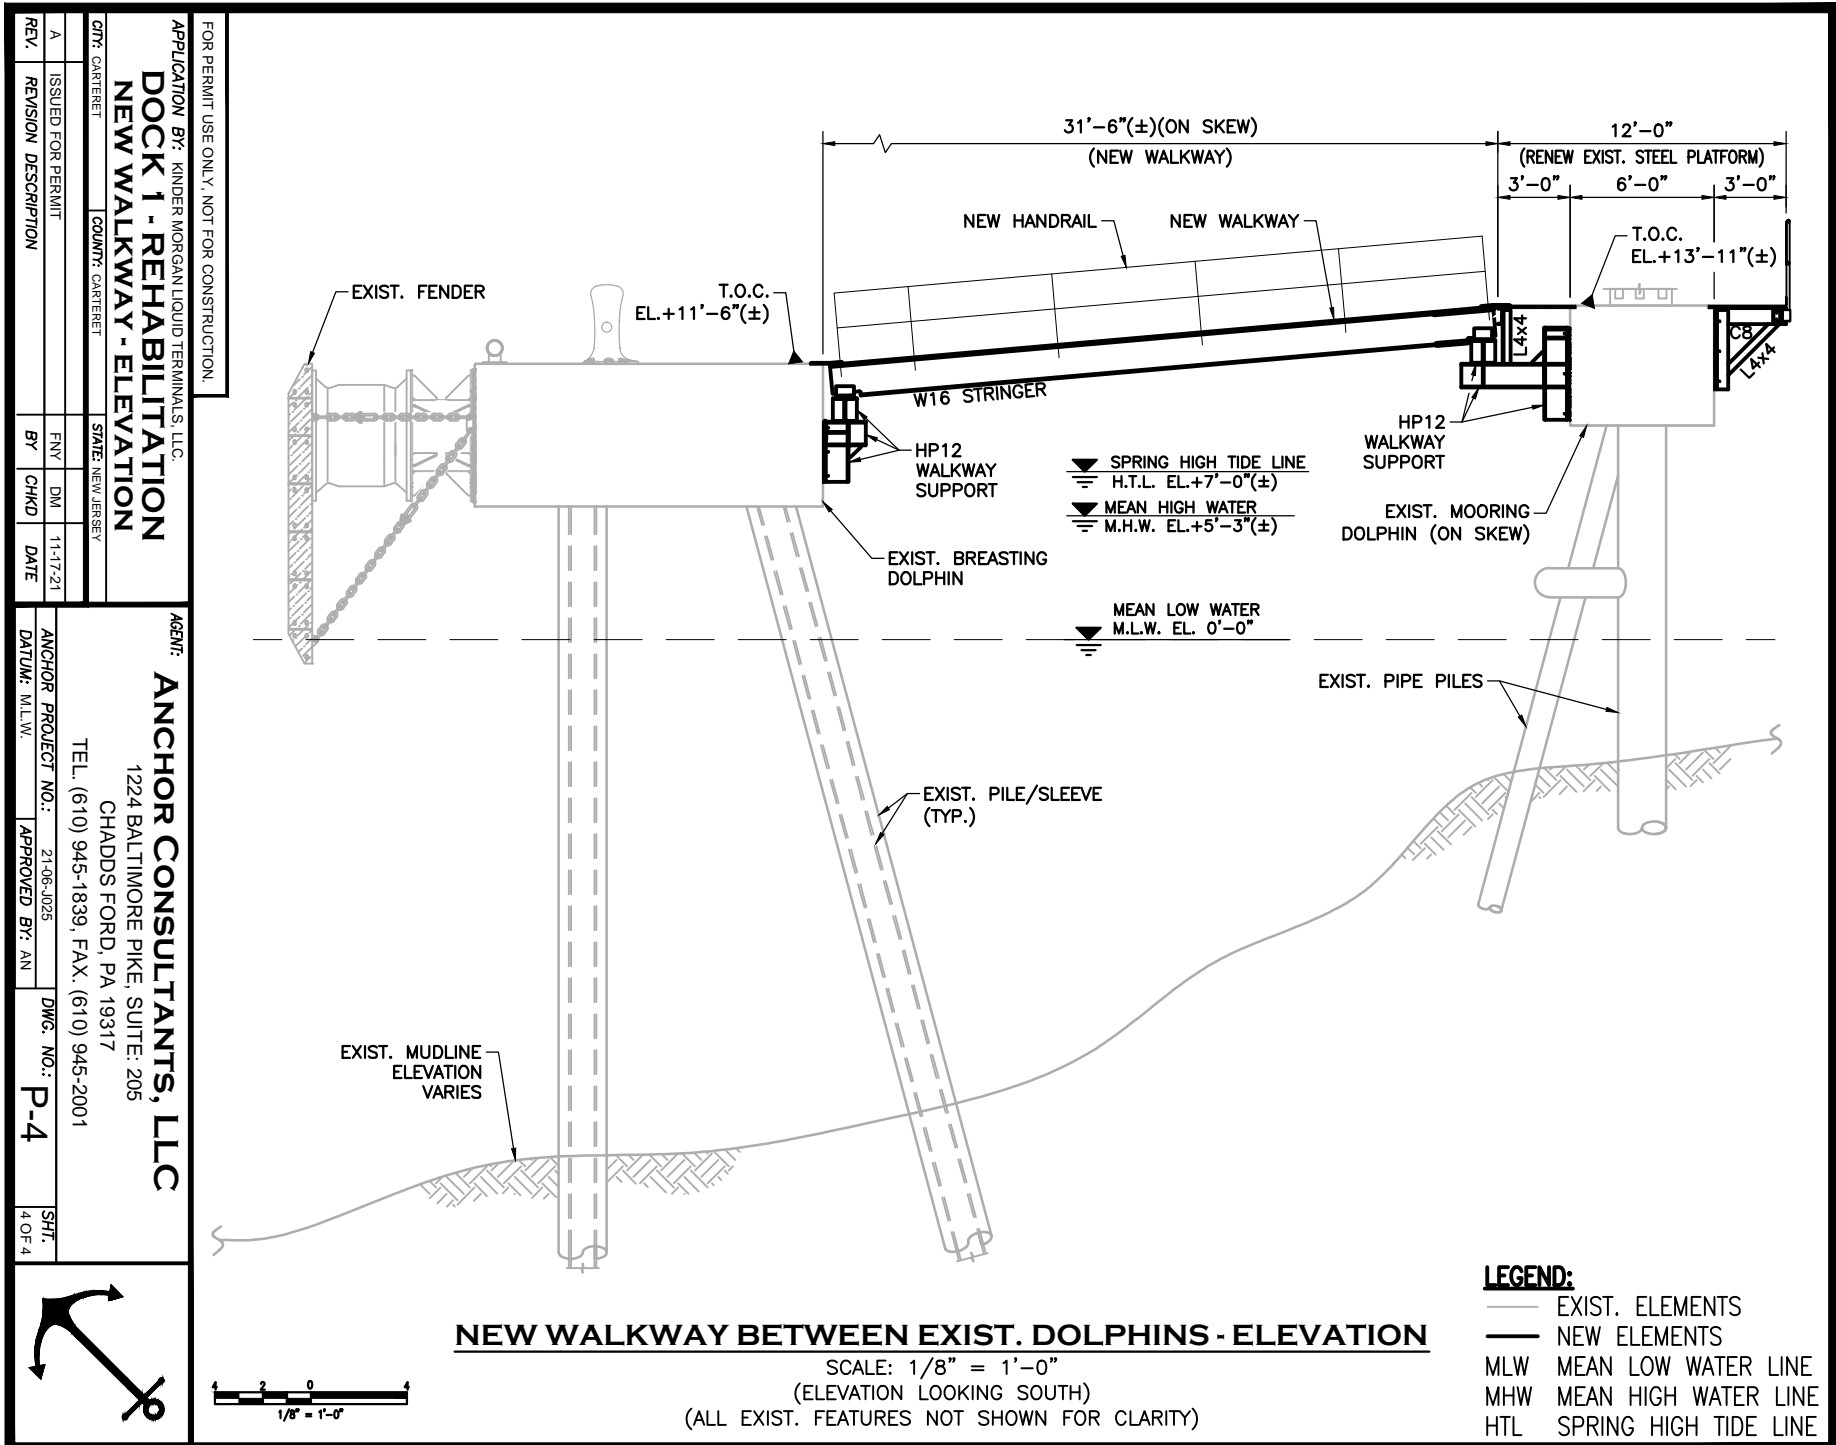 31'-6"(±)(ON SKEW)
(NEW WALKWAY)
12'-0"
(RENEW EXIST. STEEL PLATFORM)
3'-0"
6'-0"
3'-0"
NEW HANDRAIL
NEW WALKWAY
T.O.C.
EL.+13'-11"(±)
EXIST. FENDER
T.O.C.
EL.+11'-6"(±)
L4x4
C8
L4x4
W16 STRINGER
HP12
WALKWAY
SUPPORT
HP12
WALKWAY
SUPPORT
SPRING HIGH TIDE LINE
H.T.L. EL.+7'-0"(±)
MEAN HIGH WATER
M.H.W. EL.+5'-3"(±)
EXIST. MOORING
DOLPHIN (ON SKEW)
EXIST. BREASTING
DOLPHIN
MEAN LOW WATER
M.L.W. EL. 0'-0"
EXIST. PIPE PILES
EXIST. PILE/SLEEVE
(TYP.)
EXIST. MUDLINE
ELEVATION
VARIES
NEW WALKWAY BETWEEN EXIST. DOLPHINS - ELEVATION
SCALE: 1/8" = 1'-0"
(ELEVATION LOOKING SOUTH)
(ALL EXIST. FEATURES NOT SHOWN FOR CLARITY)
4 2 0 4
1/8" = 1'-0"
LEGEND:
EXIST. ELEMENTS
NEW ELEMENTS
MLW MEAN LOW WATER LINE
MHW MEAN HIGH WATER LINE
HTL SPRING HIGH TIDE LINE
FOR PERMIT USE ONLY, NOT FOR CONSTRUCTION.
APPLICATION BY: KINDER MORGAN LIQUID TERMINALS, LLC.
DOCK 1 - REHABILITATION
NEW WALKWAY - ELEVATION
CITY: CARTERET COUNTY: CARTERET STATE: NEW JERSEY
A ISSUED FOR PERMIT FNY DM 11-17-21
REV. REVISION DESCRIPTION BY CHKD DATE
AGENT: ANCHOR CONSULTANTS, LLC
1224 BALTIMORE PIKE, SUITE: 205
CHADDS FORD, PA 19317
TEL. (610) 945-1839, FAX. (610) 945-2001
ANCHOR PROJECT NO.: 21-06-J025
DATUM: M.L.W. APPROVED BY: AN
DWG. NO.: P-4
SHT. 4 OF 4